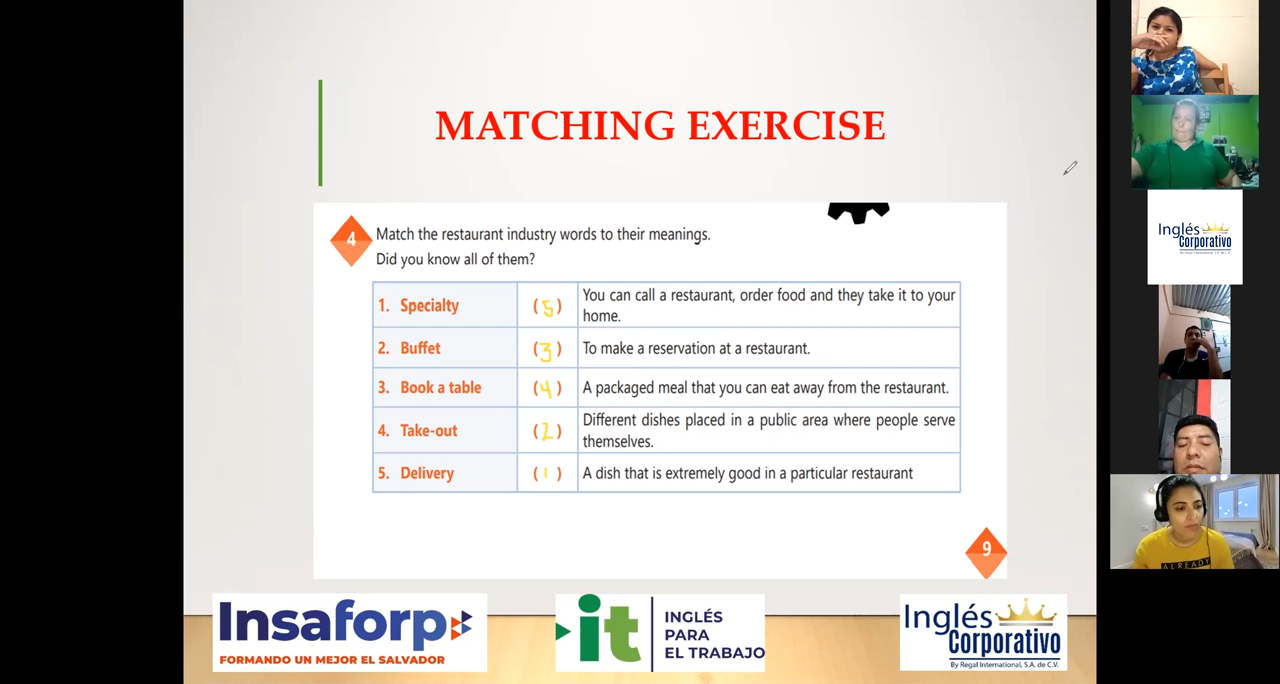 MATCHING EXERCISE
4
Match the restaurant industry words to their meanings.
Did you know all of them?
1. Specialty ( 5 ) You can call a restaurant, order food and they take it to your
home.
2. Buffet ( 3 ) To make a reservation at a restaurant.
3. Book a table ( 4 ) A packaged meal that you can eat away from the restaurant.
4. Take-out ( 2 ) Different dishes placed in a public area where people serve
themselves.
5. Delivery ( 1 ) A dish that is extremely good in a particular restaurant
9
Insaforp
FORMANDO UN MEJOR EL SALVADOR
it
INGLÉS
PARA
EL TRABAJO
Inglés
Corporativo
By Regal International, S.A. de C.V.
Inglés
Corporativo
By Regal International, S.A. de C.V.
ALREADY